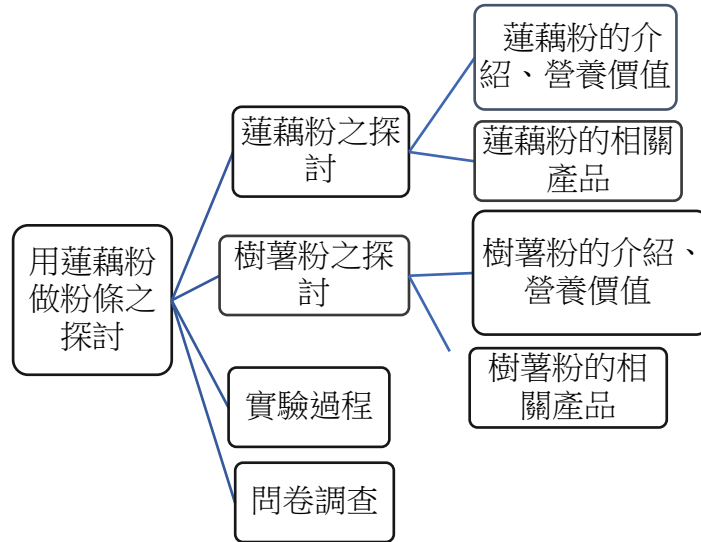 用蓮藕粉
做粉條之
探討
蓮藕粉之探
討
蓮藕粉的介
紹、營養價值
蓮藕粉的相關
產品
樹薯粉之探
討
樹薯粉的介紹、
營養價值
樹薯粉的相
關產品
實驗過程
問卷調查